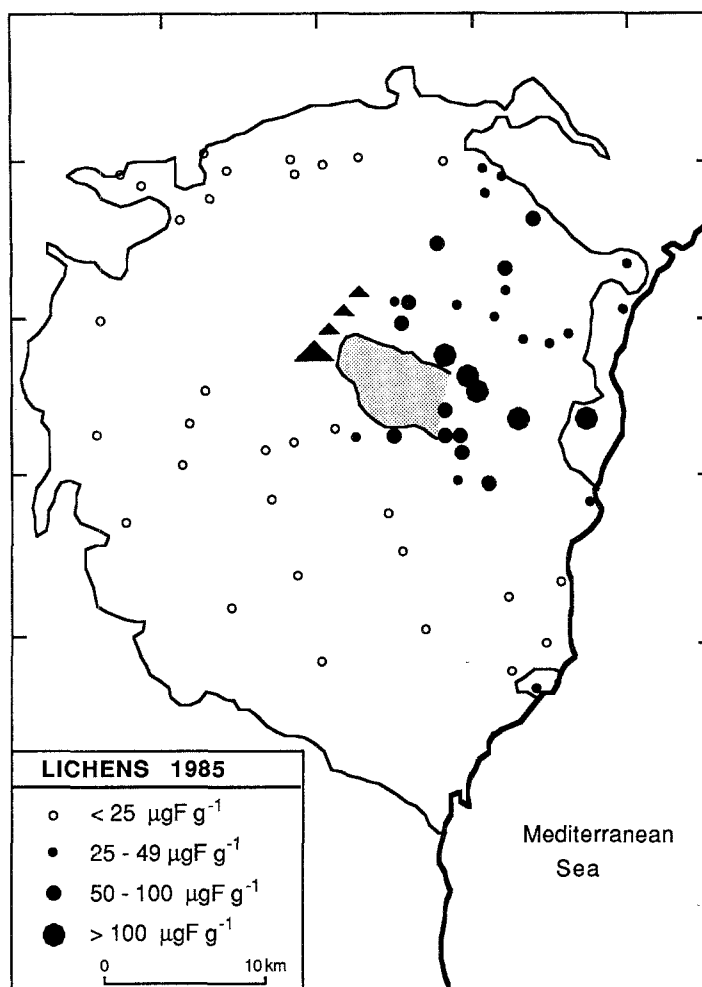 Mediterranean
Sea
LICHENS 1985
< 25 µgF g⁻¹
25 - 49 µgF g⁻¹
50 - 100 µgF g⁻¹
> 100 µgF g⁻¹
0 10 km